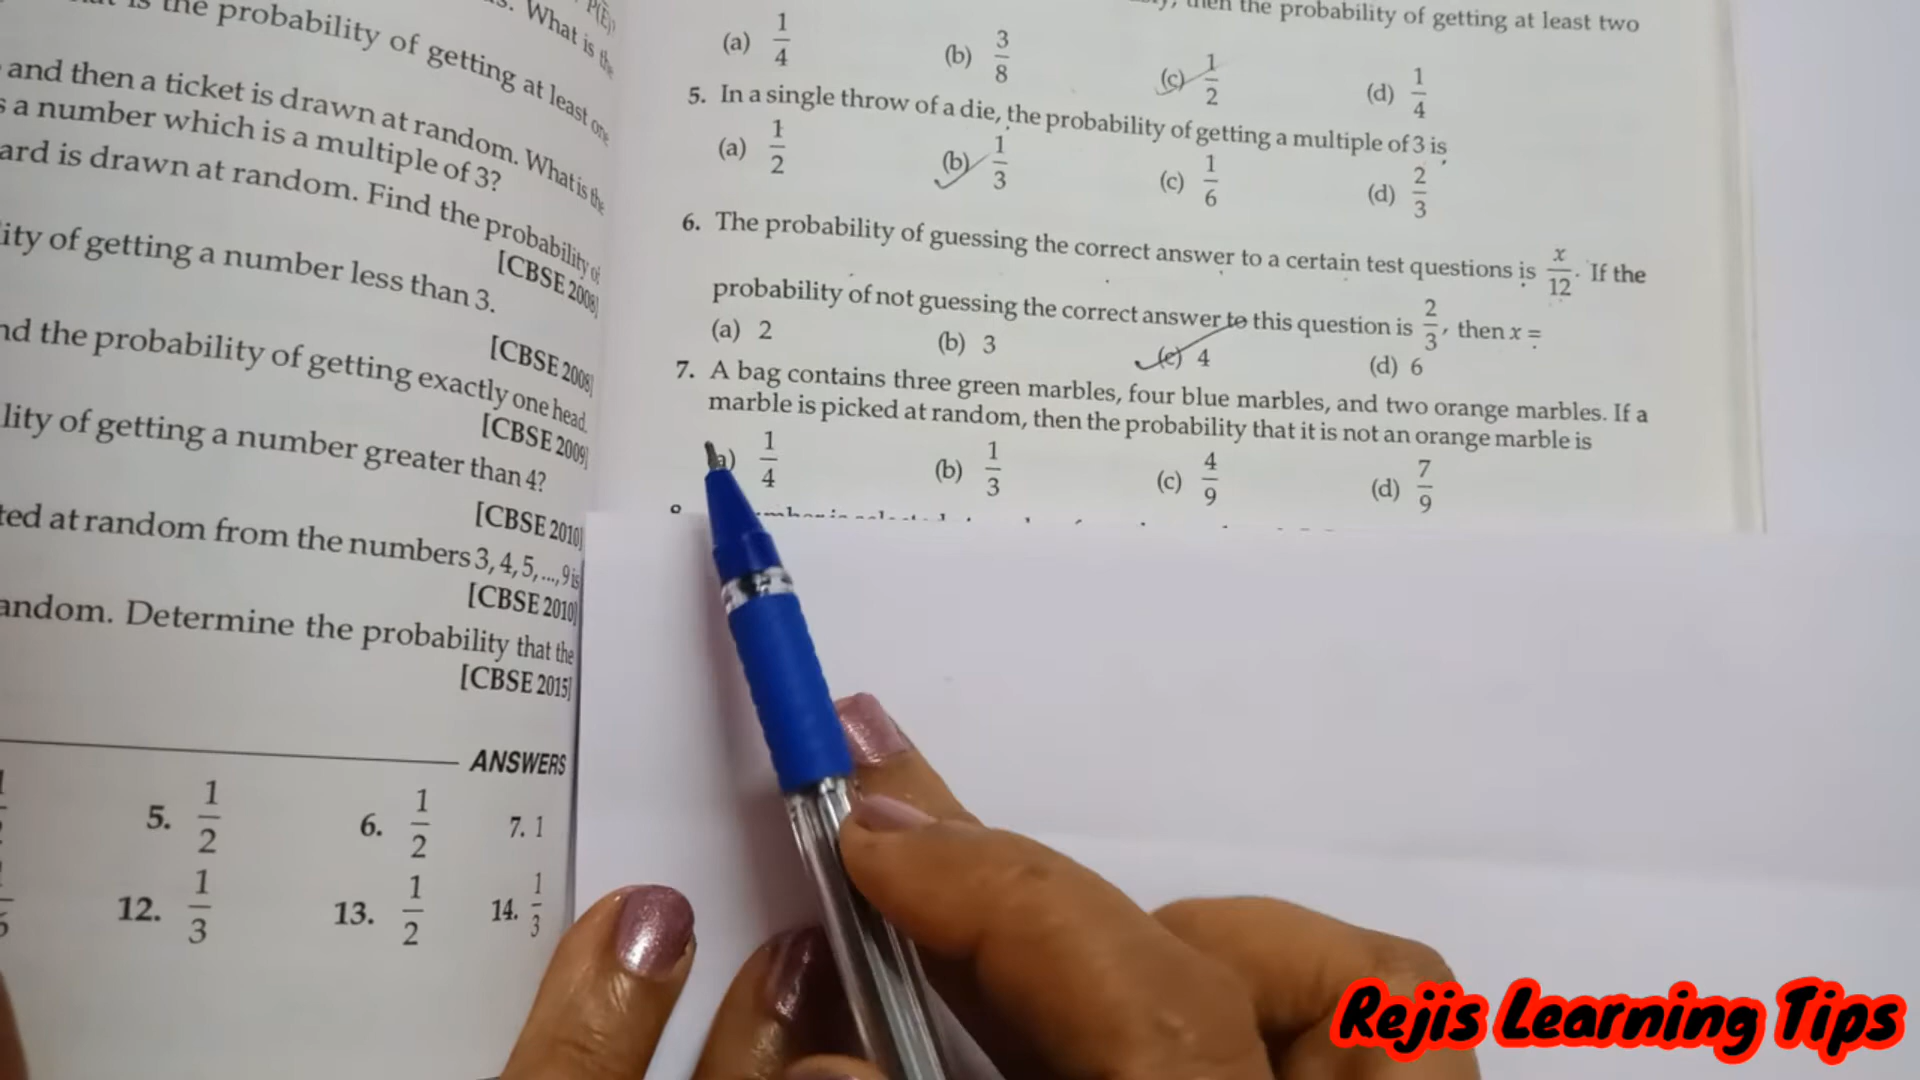 P(E)
. What is the
is the probability of getting at least one
and then a ticket is drawn at random. What is the
s a number which is a multiple of 3?
ard is drawn at random. Find the probability of
[CBSE 2008]
ity of getting a number less than 3.
[CBSE 2008]
nd the probability of getting exactly one head.
[CBSE 2009]
lity of getting a number greater than 4?
[CBSE 2010]
ted at random from the numbers 3, 4, 5, ..., 9 is
[CBSE 2010]
andom. Determine the probability that the
[CBSE 2015]
ANSWERS
5. 1/2 6. 1/2 7. 1
12. 1/3 13. 1/2 14. 1/3
then the probability of getting at least two
(a) 1/4 (b) 3/8 (c) 1/2 (d) 1/4
5. In a single throw of a die, the probability of getting a multiple of 3 is
(a) 1/2 (b) 1/3 (c) 1/6 (d) 2/3
6. The probability of guessing the correct answer to a certain test questions is x/12. If the
probability of not guessing the correct answer to this question is 2/3, then x =
(a) 2 (b) 3 (c) 4 (d) 6
7. A bag contains three green marbles, four blue marbles, and two orange marbles. If a
marble is picked at random, then the probability that it is not an orange marble is
a) 1/4 (b) 1/3 (c) 4/9 (d) 7/9
Rejis Learning Tips